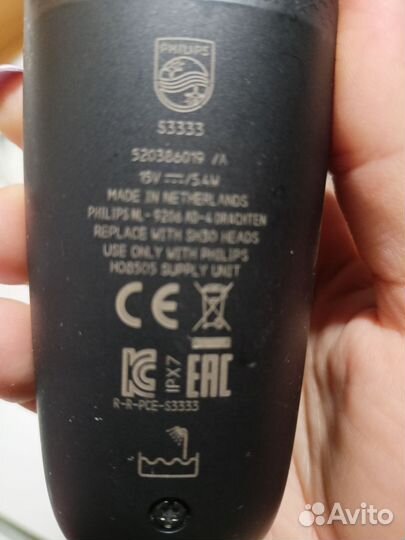 PHILIPS
S3333
520386019 /A
15V ⎓/5.4W
MADE IN NETHERLANDS
PHILIPS NL- 9206 AD-4 DRACHTEN
REPLACE WITH SH30 HEADS
USE ONLY WITH PHILIPS
HQ8505 SUPPLY UNIT
CE
KC IPX7 EAC
R-R-PCE-S3333
Avito